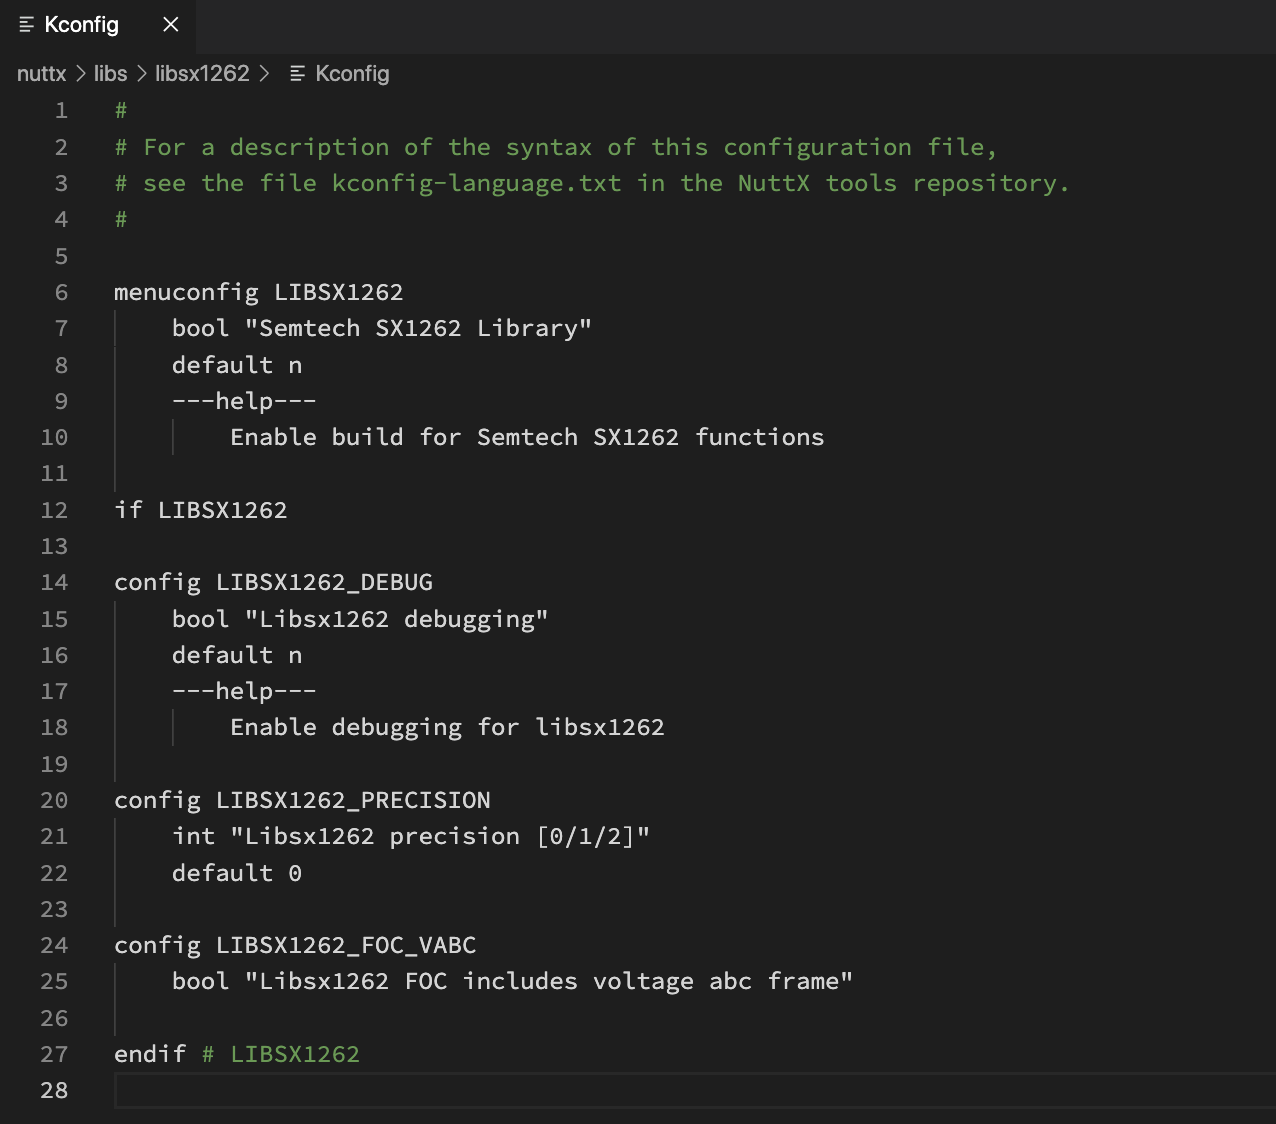 Kconfig
nuttx > libs > libsx1262 > Kconfig
1 #
2 # For a description of the syntax of this configuration file,
3 # see the file kconfig-language.txt in the NuttX tools repository.
4 #
5
6 menuconfig LIBSX1262
7 bool "Semtech SX1262 Library"
8 default n
9 ---help---
10 Enable build for Semtech SX1262 functions
11
12 if LIBSX1262
13
14 config LIBSX1262_DEBUG
15 bool "Libsx1262 debugging"
16 default n
17 ---help---
18 Enable debugging for libsx1262
19
20 config LIBSX1262_PRECISION
21 int "Libsx1262 precision [0/1/2]"
22 default 0
23
24 config LIBSX1262_FOC_VABC
25 bool "Libsx1262 FOC includes voltage abc frame"
26
27 endif # LIBSX1262
28